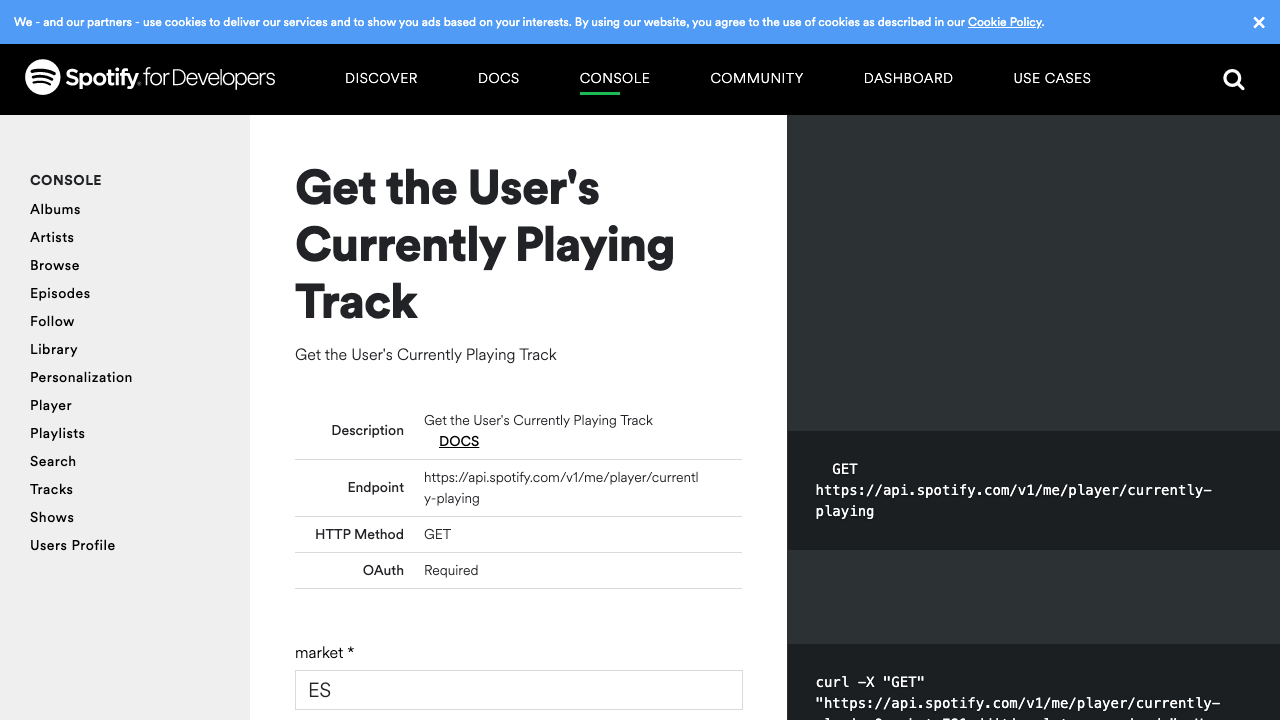 We - and our partners - use cookies to deliver our services and to show you ads based on your interests. By using our website, you agree to the use of cookies as described in our Cookie Policy.
Spotify for Developers
DISCOVER
DOCS
CONSOLE
COMMUNITY
DASHBOARD
USE CASES
CONSOLE
Albums
Artists
Browse
Episodes
Follow
Library
Personalization
Player
Playlists
Search
Tracks
Shows
Users Profile
Get the User's
Currently Playing
Track
Get the User's Currently Playing Track
Description
Get the User's Currently Playing Track
DOCS
Endpoint
https://api.spotify.com/v1/me/player/currentl
y-playing
HTTP Method
GET
OAuth
Required
market *
ES
GET
https://api.spotify.com/v1/me/player/currently-
playing
curl -X "GET"
"https://api.spotify.com/v1/me/player/currently-